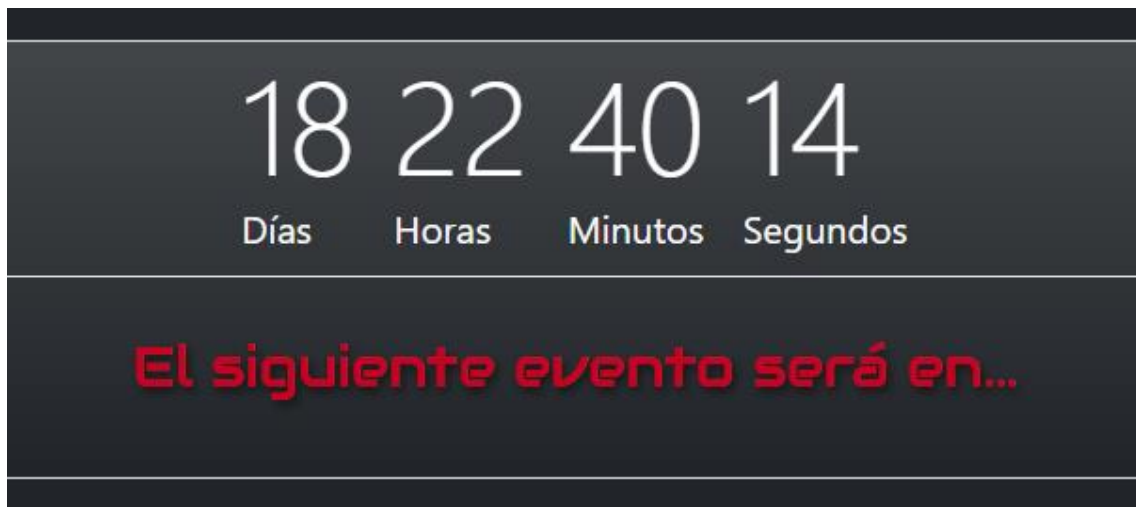 18 22 40 14
Días Horas Minutos Segundos
El siguiente evento será en...